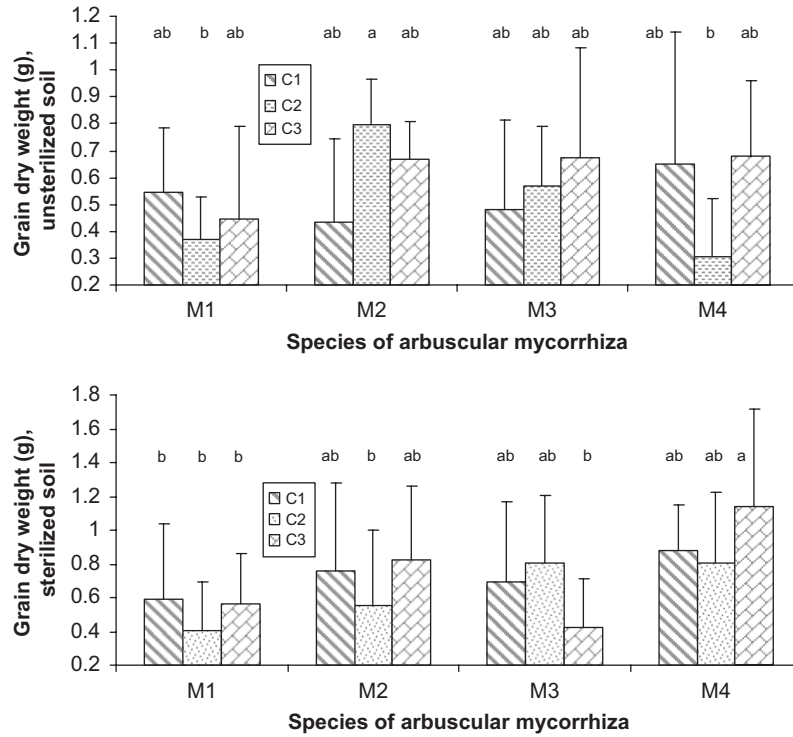 1.2
1.1
1
0.9
0.8
0.7
0.6
0.5
0.4
0.3
0.2
Grain dry weight (g),
unsterilized soil
ab b ab ab a ab ab ab ab ab b ab
C1
C2
C3
M1 M2 M3 M4
Species of arbuscular mycorrhiza
1.8
1.6
1.4
1.2
1
0.8
0.6
0.4
0.2
Grain dry weight (g),
sterilized soil
b b b ab b ab ab ab b ab ab a
C1
C2
C3
M1 M2 M3 M4
Species of arbuscular mycorrhiza